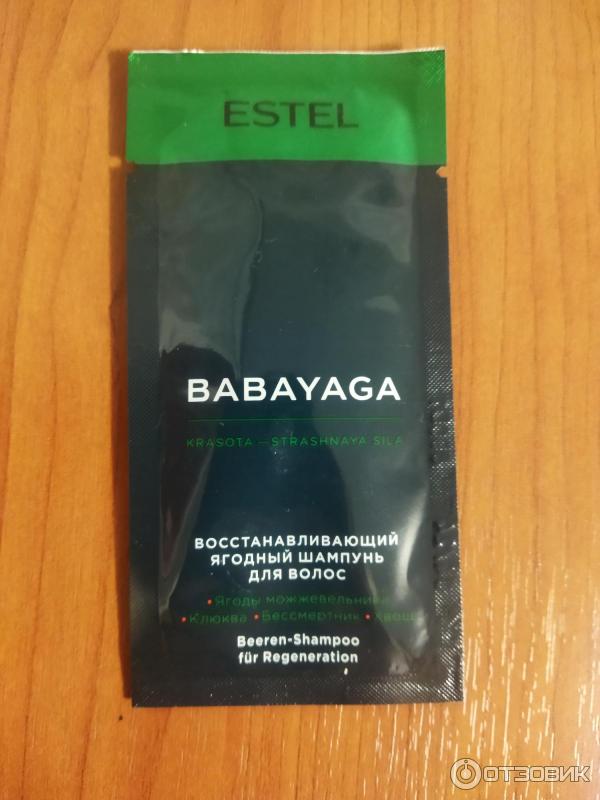 ESTEL
BABAYAGA
KRASOTA — STRASHNAYA SILA
ВОССТАНАВЛИВАЮЩИЙ
ЯГОДНЫЙ ШАМПУНЬ
ДЛЯ ВОЛОС
• Ягоды можжевельника
• Клюква • Бессмертник • Хвощ
Beeren-Shampoo
für Regeneration
ОТЗОВИК